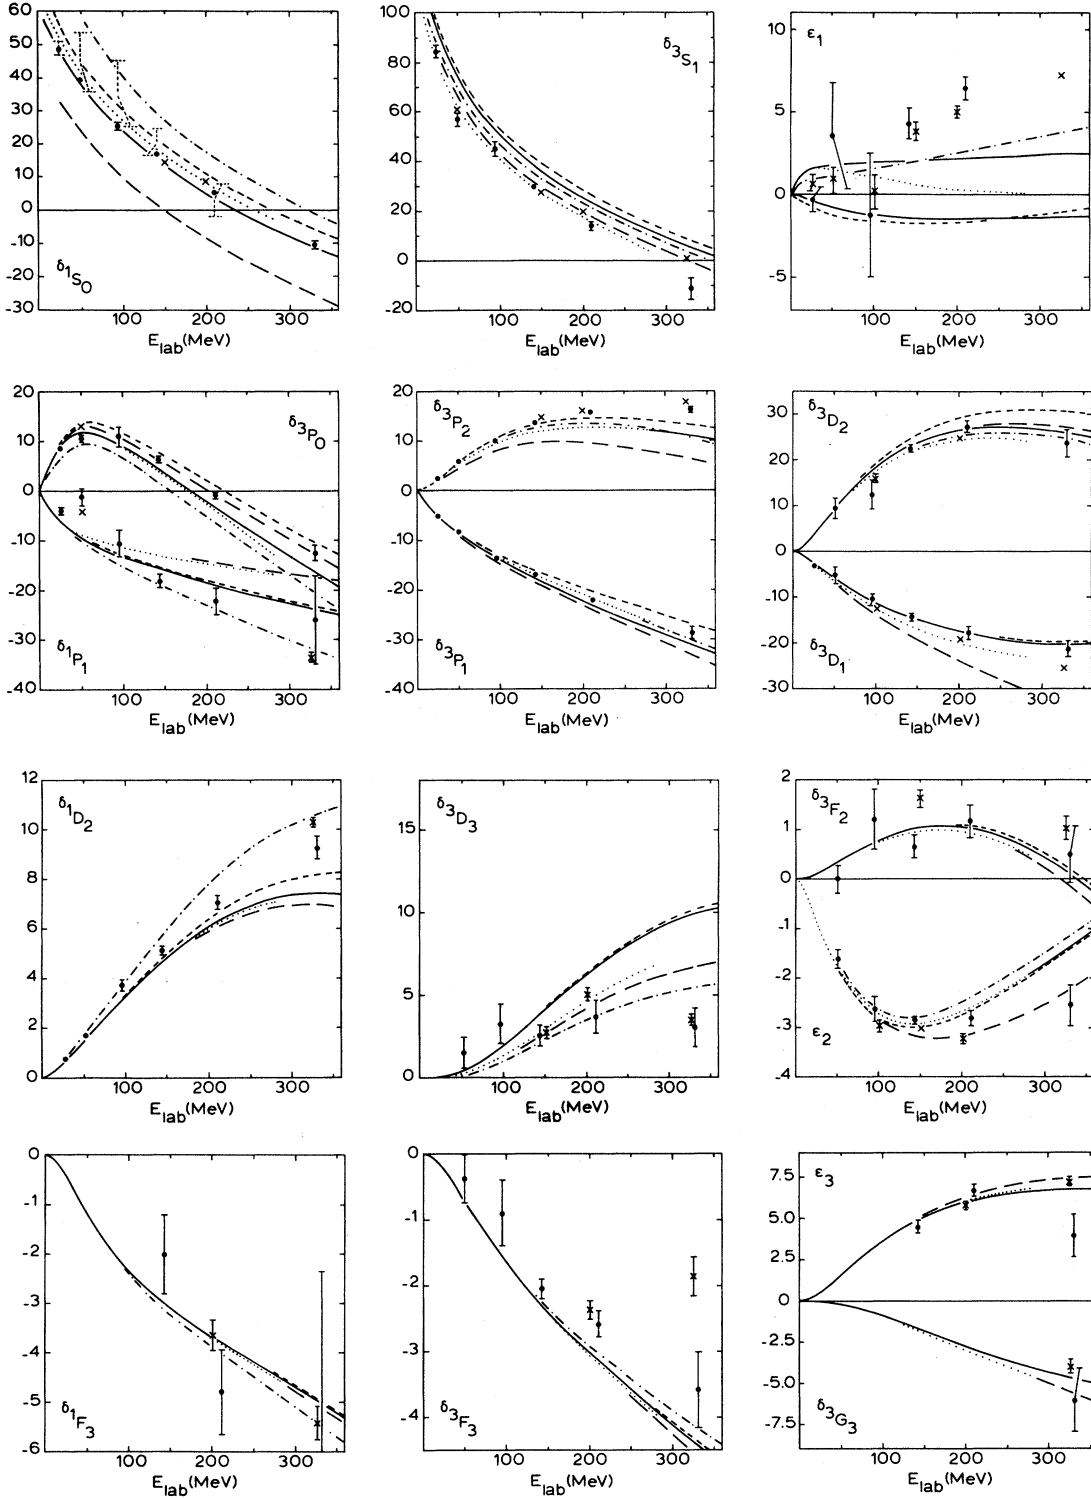 60
50
40
30
20
10
0
-10
-20
-30
δ1S0
100 200 300
Elab(MeV)
100
80
60
40
20
0
-20
δ3S1
100 200 300
Elab(MeV)
10
5
0
-5
ε1
100 200 300
Elab(MeV)
20
10
0
-10
-20
-30
-40
δ3P0
δ1P1
100 200 300
Elab(MeV)
20
10
0
-10
-20
-30
-40
δ3P2
δ3P1
100 200 300
Elab(MeV)
30
20
10
0
-10
-20
-30
δ3D2
δ3D1
100 200 300
Elab(MeV)
12
10
8
6
4
2
0
δ1D2
100 200 300
Elab(MeV)
15
10
5
0
δ3D3
100 200 300
Elab(MeV)
2
1
0
-1
-2
-3
-4
δ3F2
ε2
100 200 300
Elab(MeV)
0
-1
-2
-3
-4
-5
-6
δ1F3
100 200 300
Elab(MeV)
0
-1
-2
-3
-4
δ3F3
100 200 300
Elab(MeV)
7.5
5.0
2.5
0
-2.5
-5.0
-7.5
ε3
δ3G3
100 200 300
Elab(MeV)